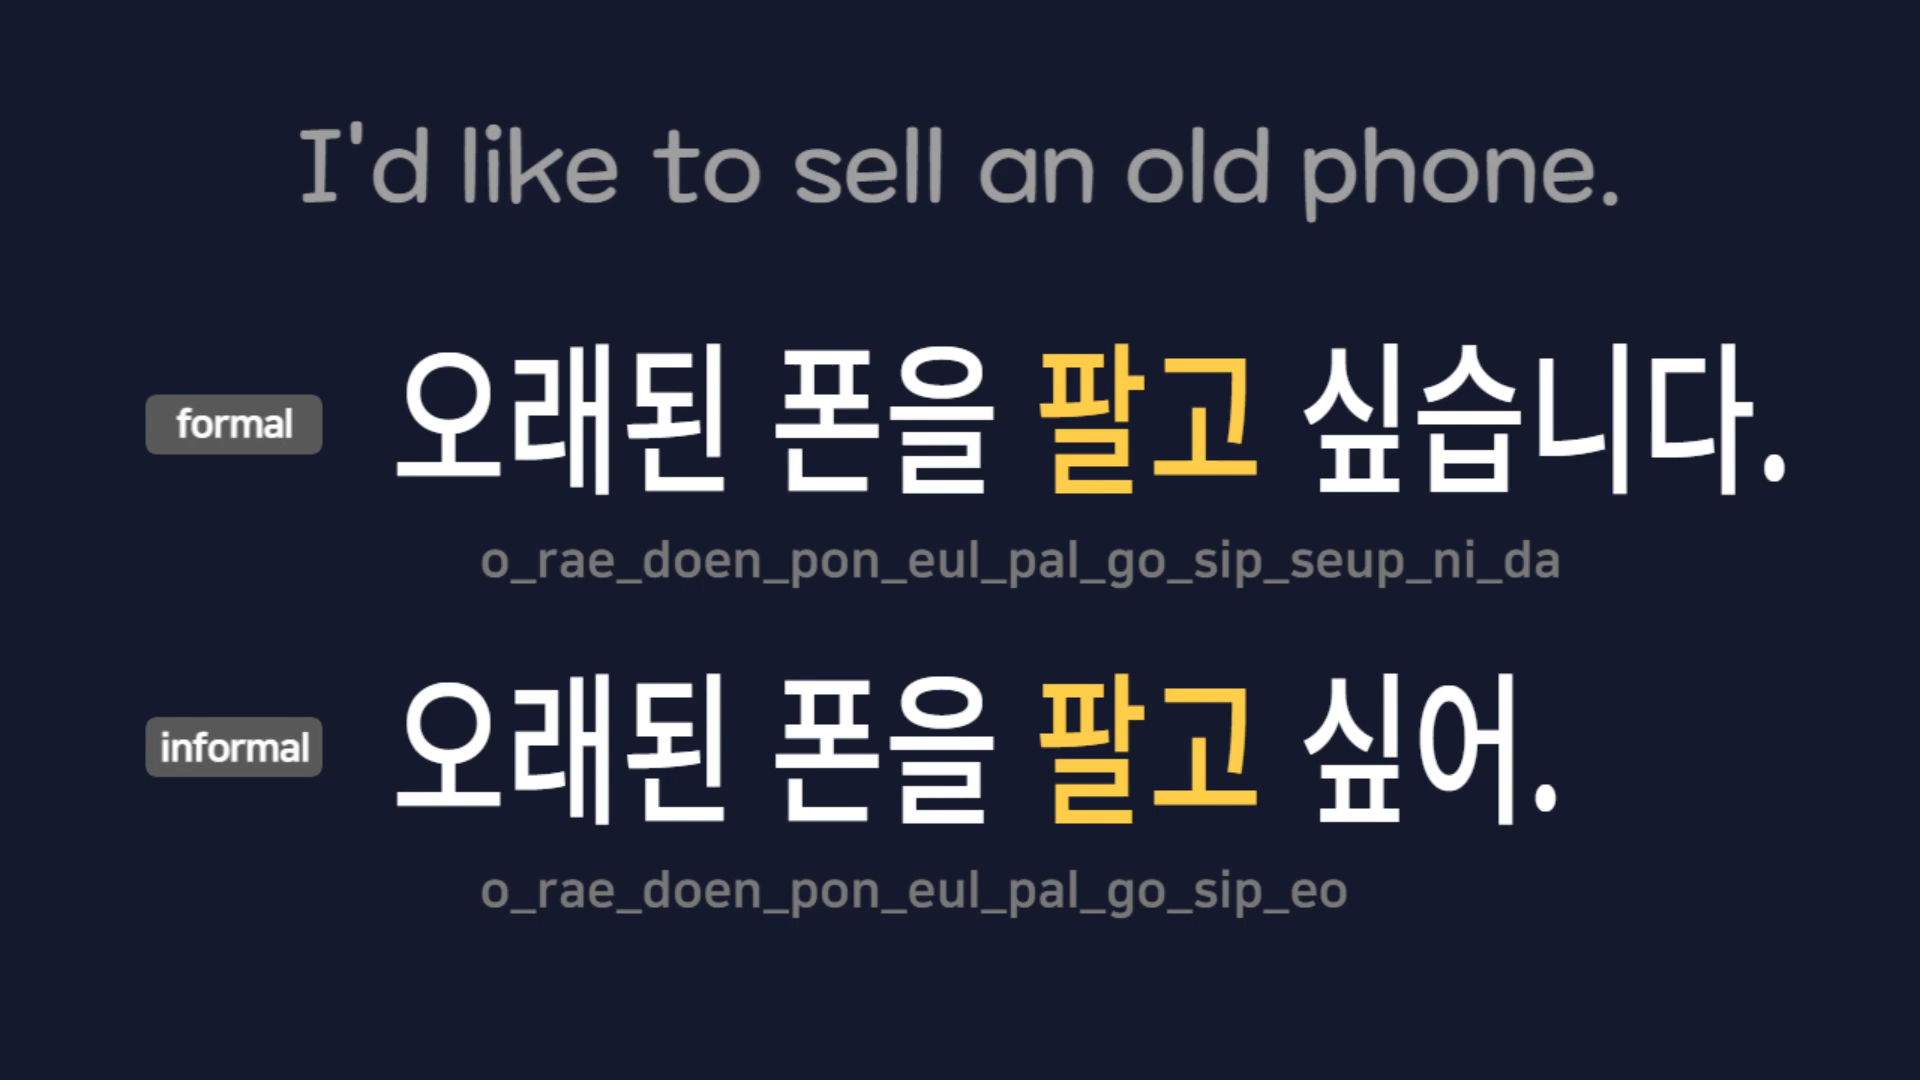 I'd like to sell an old phone.
formal
오래된 폰을 팔고 싶습니다.
o_rae_doen_pon_eul_pal_go_sip_seup_ni_da
informal
오래된 폰을 팔고 싶어.
o_rae_doen_pon_eul_pal_go_sip_eo